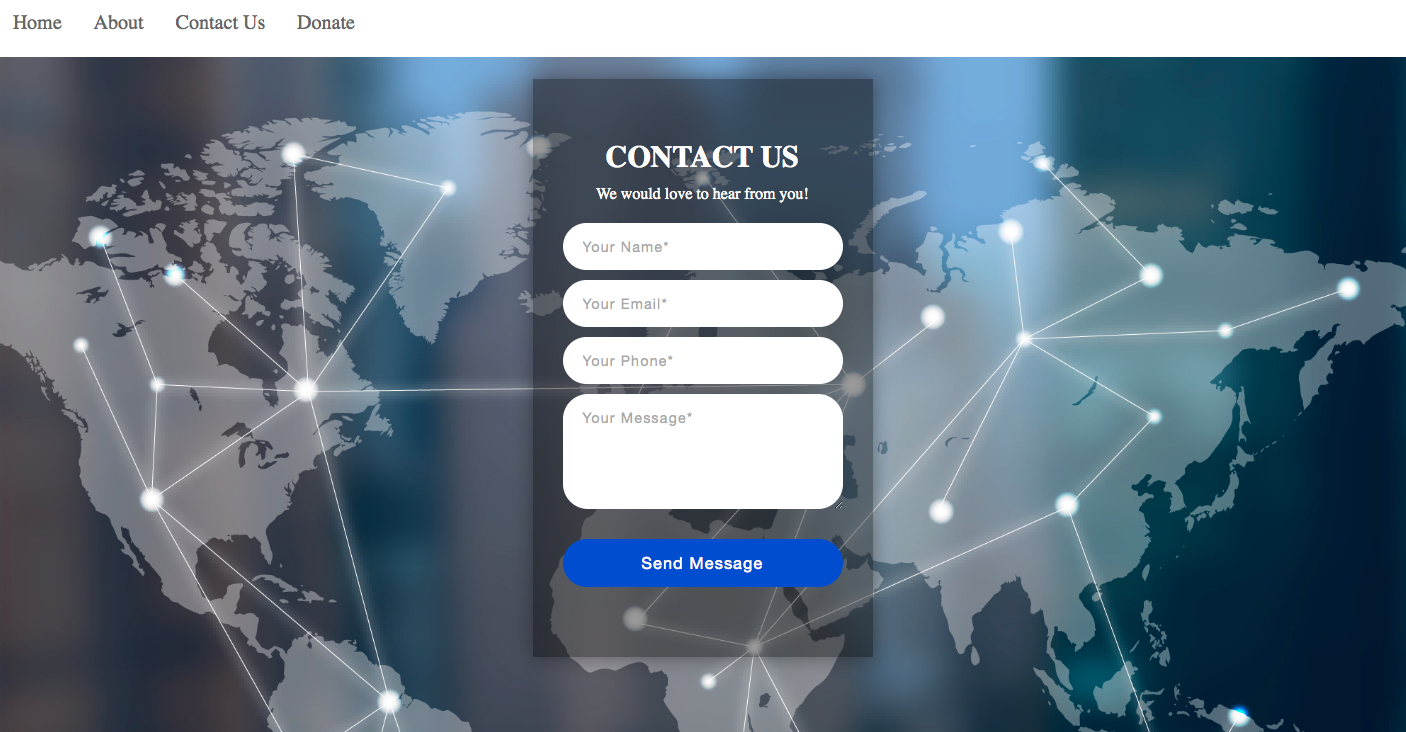 Home About Contact Us Donate
CONTACT US
We would love to hear from you!
Your Name*
Your Email*
Your Phone*
Your Message*
Send Message